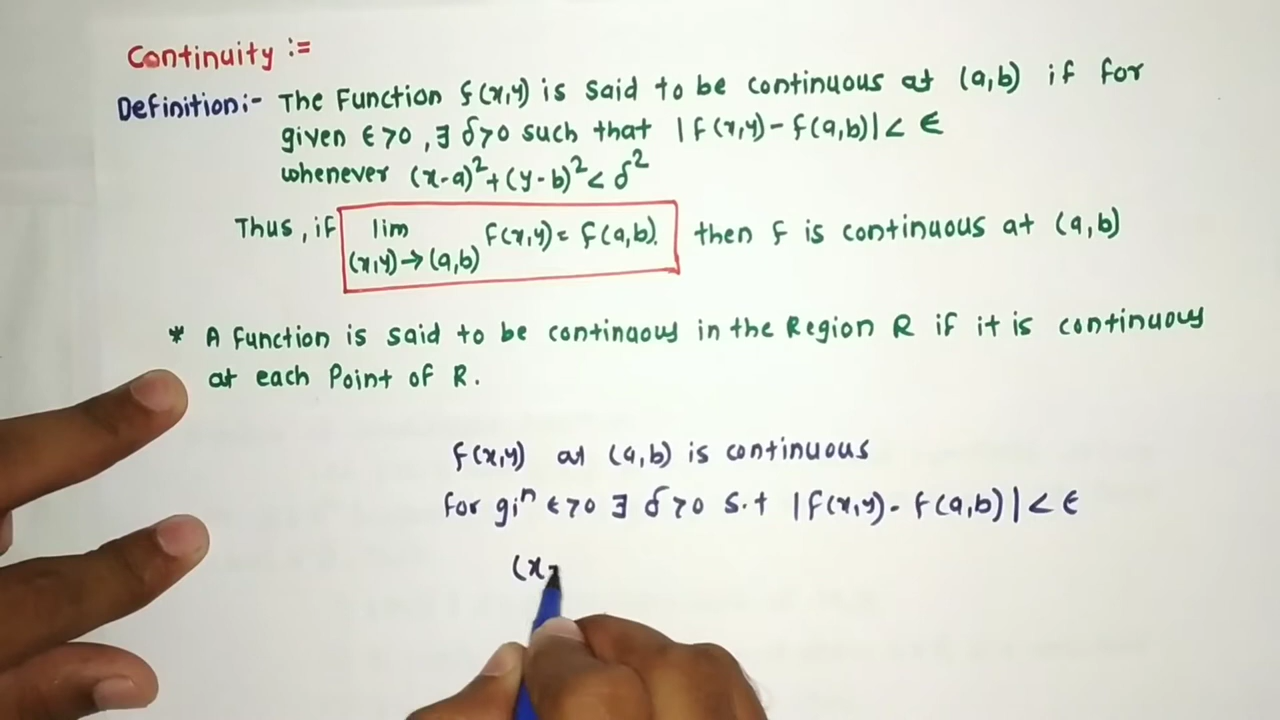 Continuity :=
Definition:- The Function f(x,y) is said to be continuous at (a,b) if for
given ϵ>0, ∃ δ>0 such that |f(x,y)-f(a,b)|< ϵ
whenever (x-a)²+(y-b)²< δ²
Thus, if lim f(x,y)= f(a,b). then f is continuous at (a,b)
(x,y)→(a,b)
* A function is said to be continuous in the Region R if it is continuous
at each Point of R.
f(x,y) at (a,b) is continuous
for giⁿ ϵ>0 ∃ δ>0 s.t |f(x,y)- f(a,b)|< ϵ
(x-